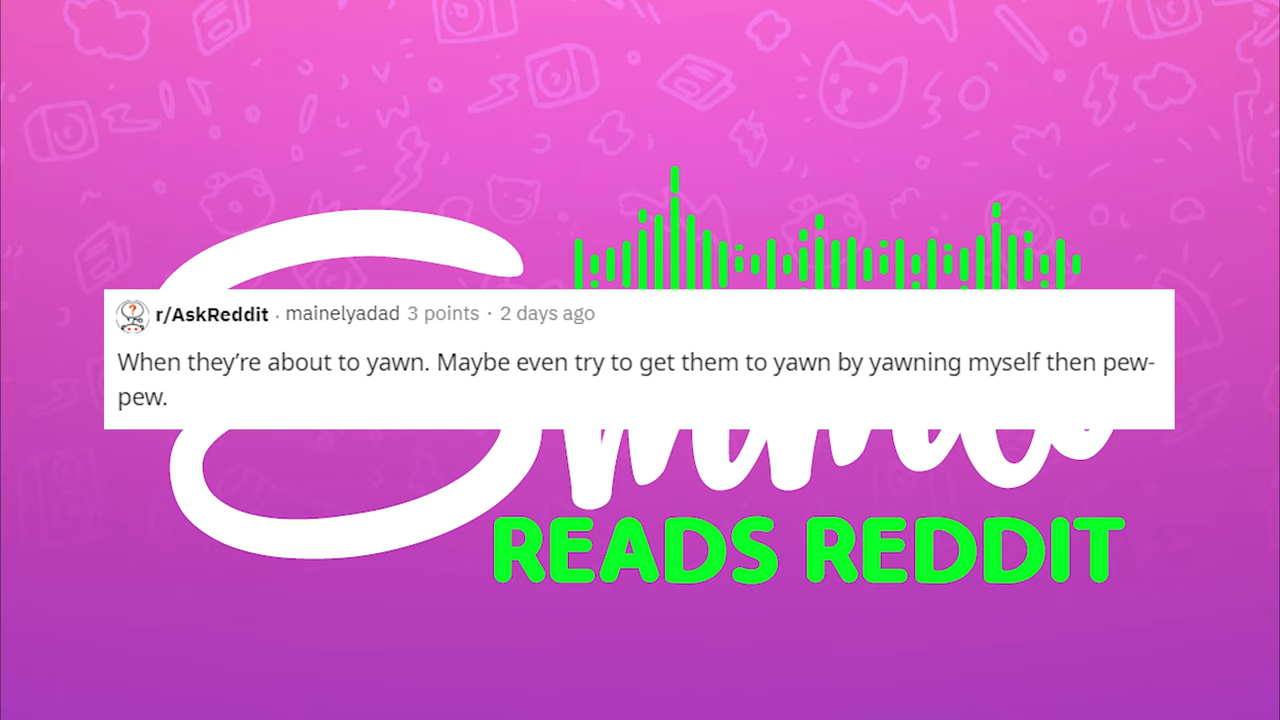 r/AskReddit · mainelyadad 3 points · 2 days ago
When they’re about to yawn. Maybe even try to get them to yawn by yawning myself then pew-
pew.
READS REDDIT